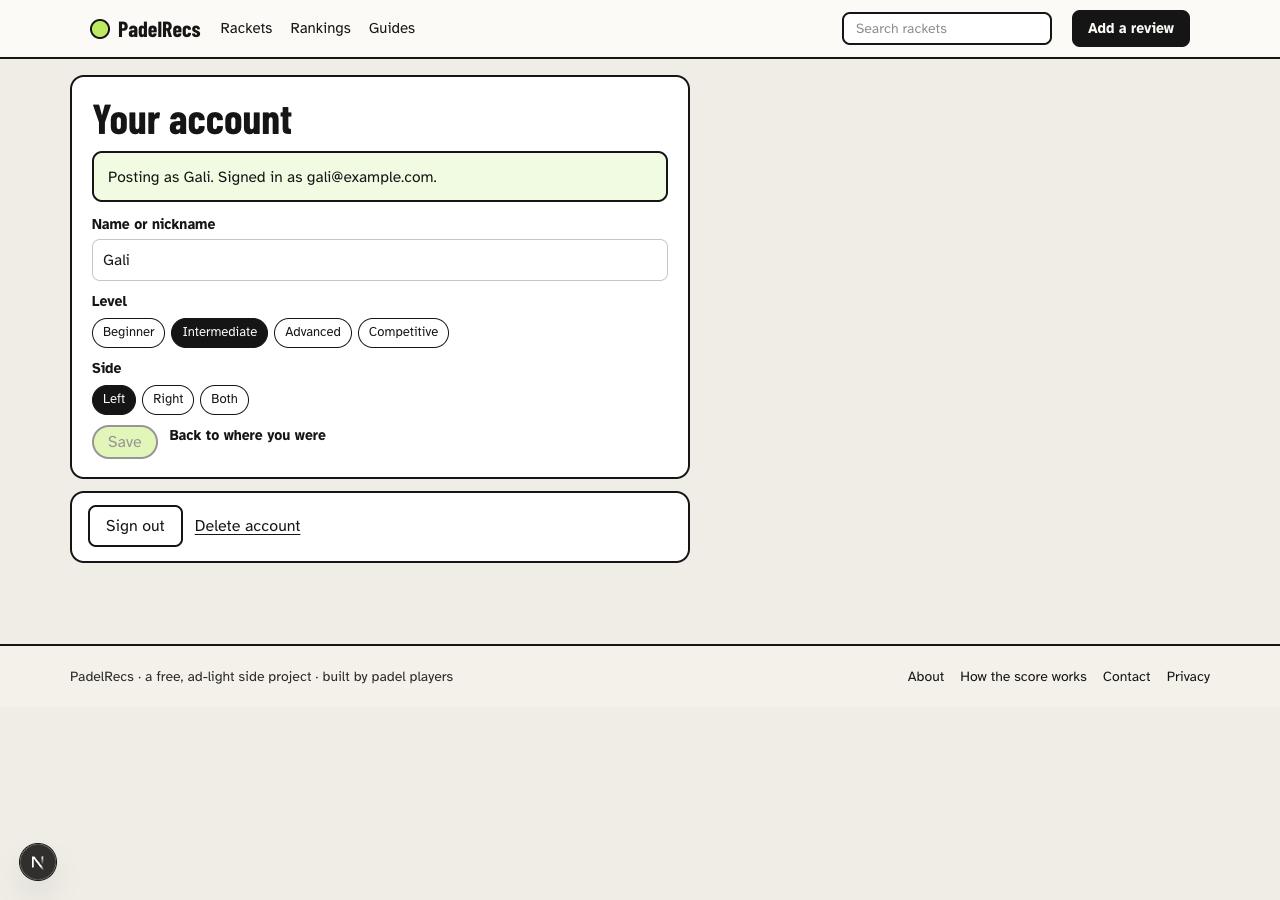 PadelRecs Rackets Rankings Guides Search rackets Add a review
Your account
Posting as Gali. Signed in as gali@example.com.
Name or nickname
Gali
Level
Beginner Intermediate Advanced Competitive
Side
Left Right Both
Save Back to where you were
Sign out Delete account
PadelRecs · a free, ad-light side project · built by padel players About How the score works Contact Privacy
N